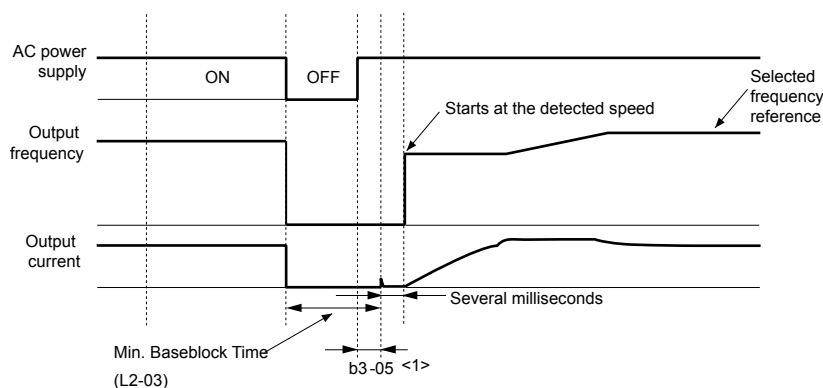 AC power
supply
ON
OFF
Selected
frequency
reference
Starts at the detected speed
Output
frequency
Output
current
Several milliseconds
Min. Baseblock Time
(L2-03)
b3-05 <1>